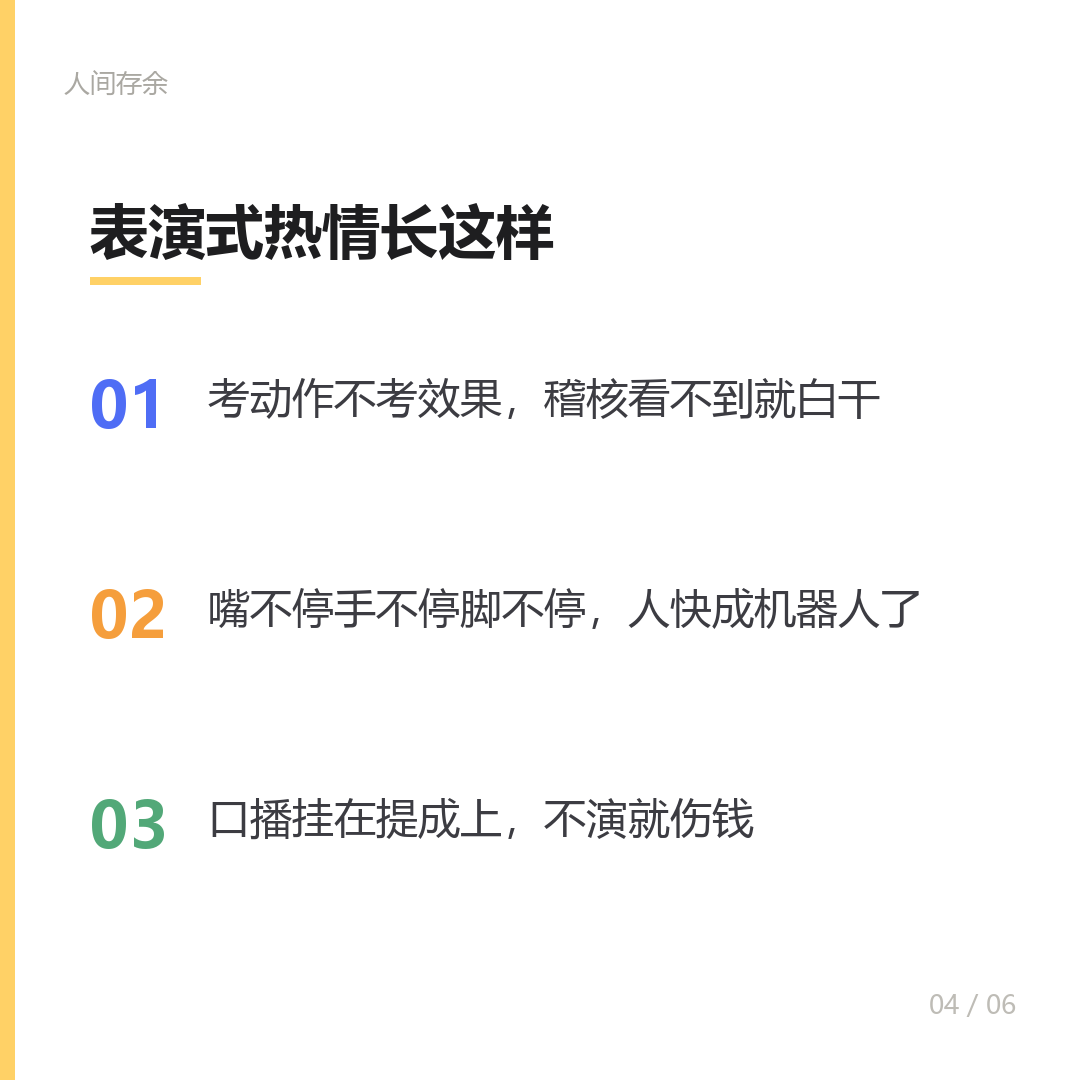 人间存余
表演式热情长这样
01 考动作不考效果，稽核看不到就白干
02 嘴不停手不停脚不停，人快成机器人了
03 口播挂在提成上，不演就伤钱
04 / 06